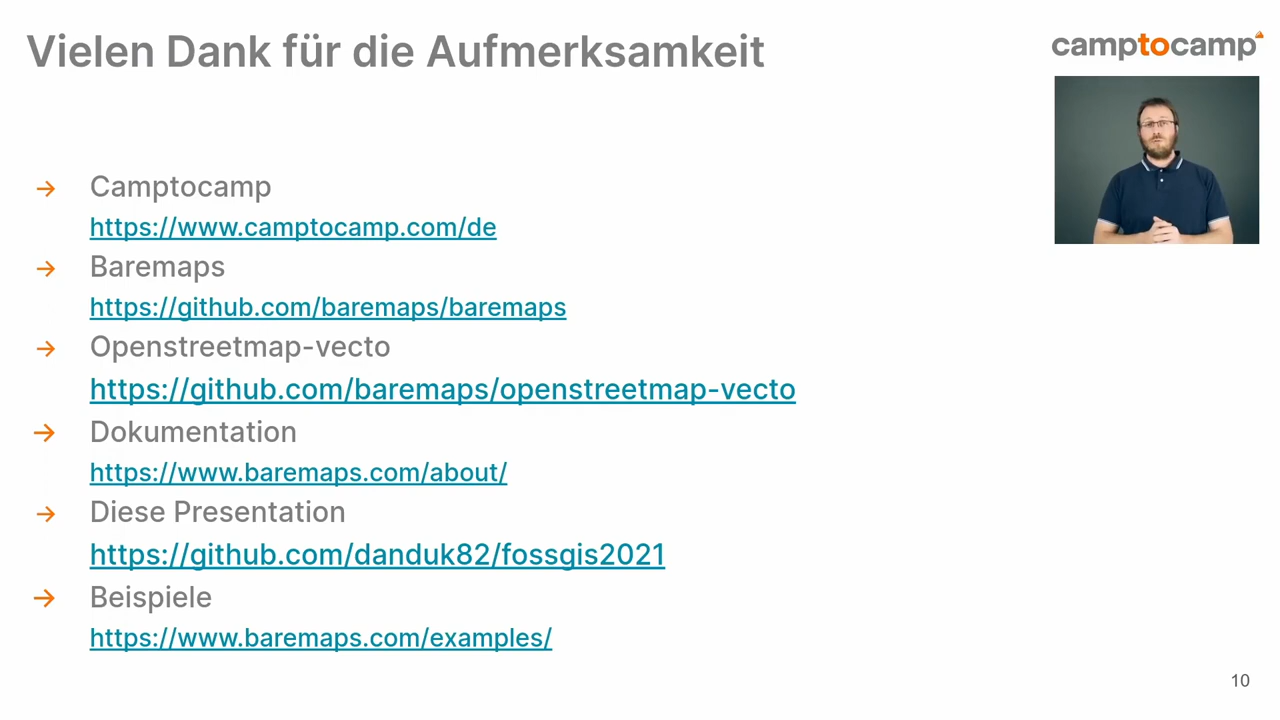 Vielen Dank für die Aufmerksamkeit
camptocamp
→ Camptocamp
https://www.camptocamp.com/de
→ Baremaps
https://github.com/baremaps/baremaps
→ Openstreetmap-vecto
https://github.com/baremaps/openstreetmap-vecto
→ Dokumentation
https://www.baremaps.com/about/
→ Diese Presentation
https://github.com/danduk82/fossgis2021
→ Beispiele
https://www.baremaps.com/examples/
10